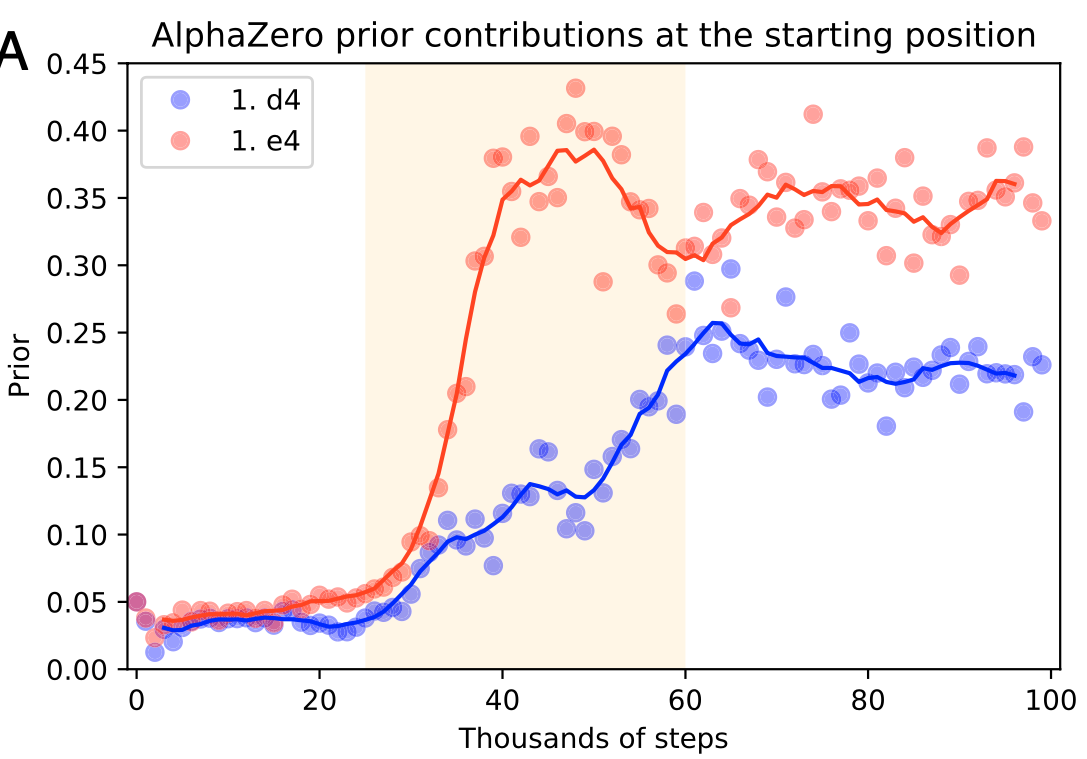 A
AlphaZero prior contributions at the starting position
0.45
0.40
0.35
0.30
0.25
0.20
0.15
0.10
0.05
0.00
Prior
1. d4
1. e4
0 20 40 60 80 100
Thousands of steps